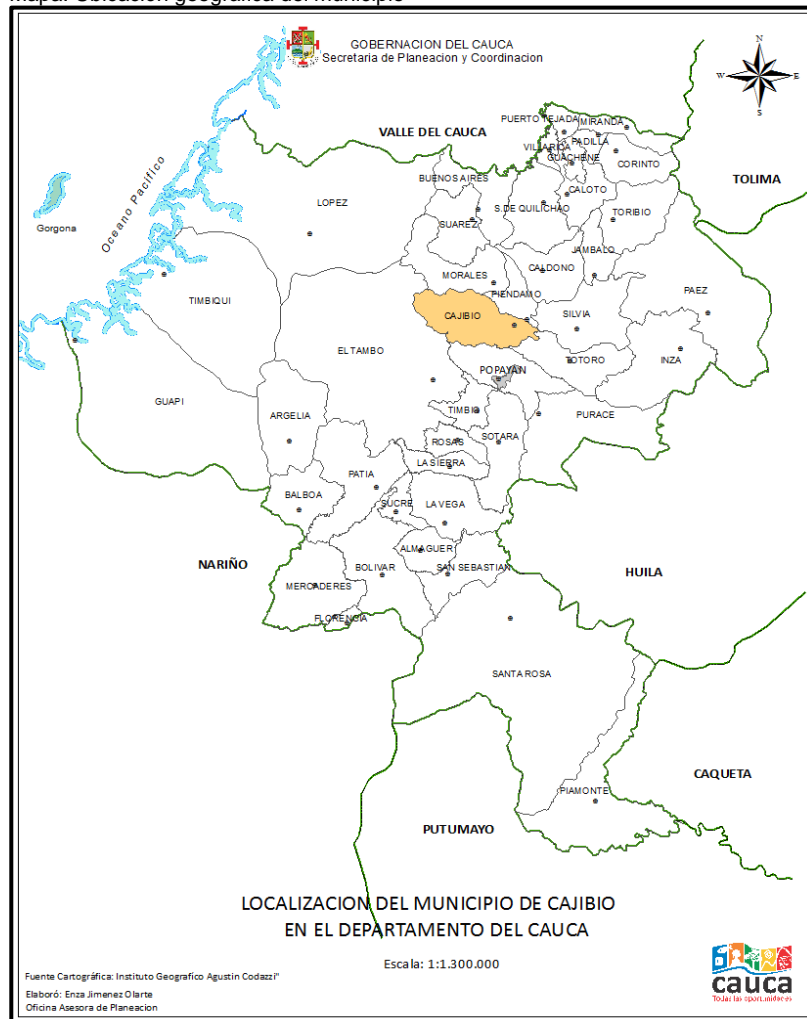 Mapa. Ubicación geográfica del municipio
GOBERNACION DEL CAUCA
Secretaria de Planeacion y Coordinacion
N
W
E
S
PUERTO TEJADA
MIRANDA
VALLE DEL CAUCA
PADILLA
VILLARICA
GUACHENE
CORINTO
BUENOS AIRES
TOLIMA
CALOTO
LOPEZ
S.DE QUILICHAO
TORIBIO
Gorgona
Oceano Pacifico
SUAREZ
JAMBALO
MORALES
CALDONO
TIMBIQUI
PIENDAMO
PAEZ
CAJIBIO
SILVIA
EL TAMBO
TOTORO
INZA
POPAYAN
GUAPI
ARGELIA
TIMBIO
PURACE
ROSAS
SOTARA
LA SIERRA
PATIA
BALBOA
SUCRE
LA VEGA
ALMAGUER
NARIÑO
BOLIVAR
SAN SEBASTIAN
HUILA
MERCADERES
FLORENCIA
SANTA ROSA
CAQUETA
PIAMONTE
PUTUMAYO
LOCALIZACION DEL MUNICIPIO DE CAJIBIO
EN EL DEPARTAMENTO DEL CAUCA
Escala: 1:1.300.000
Fuente Cartográfica: Instituto Geografico Agustin Codazzi"
Elaboró: Enza Jimenez Olarte
Oficina Asesora de Planeacion
cauca
Todas las oportunidades